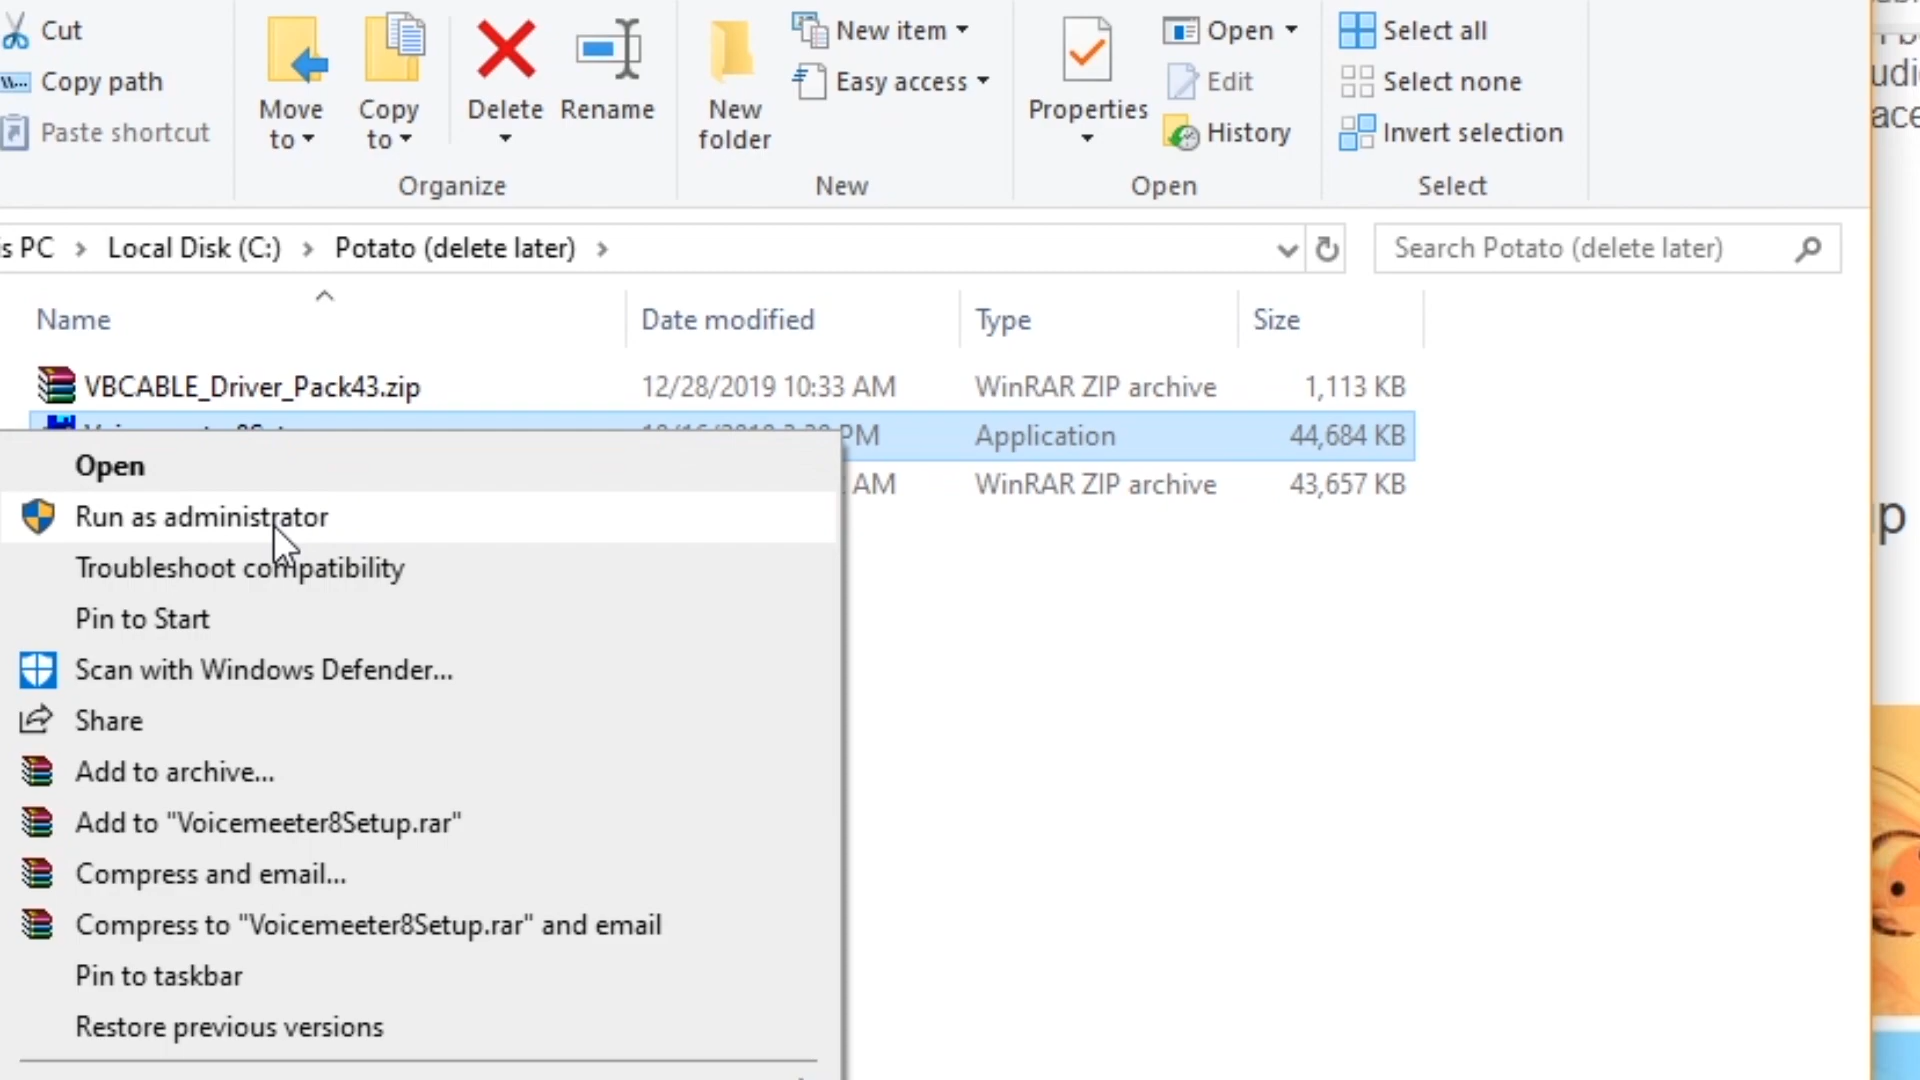 Cut
Copy path
Paste shortcut
Move to
Copy to
Delete
Rename
Organize
New folder
New item
Easy access
New
Properties
Open
Edit
History
Open
Select all
Select none
Invert selection
Select
PC > Local Disk (C:) > Potato (delete later) >
Search Potato (delete later)
Name Date modified Type Size
VBCABLE_Driver_Pack43.zip 12/28/2019 10:33 AM WinRAR ZIP archive 1,113 KB
PM Application 44,684 KB
AM WinRAR ZIP archive 43,657 KB
Open
Run as administrator
Troubleshoot compatibility
Pin to Start
Scan with Windows Defender...
Share
Add to archive...
Add to "Voicemeeter8Setup.rar"
Compress and email...
Compress to "Voicemeeter8Setup.rar" and email
Pin to taskbar
Restore previous versions